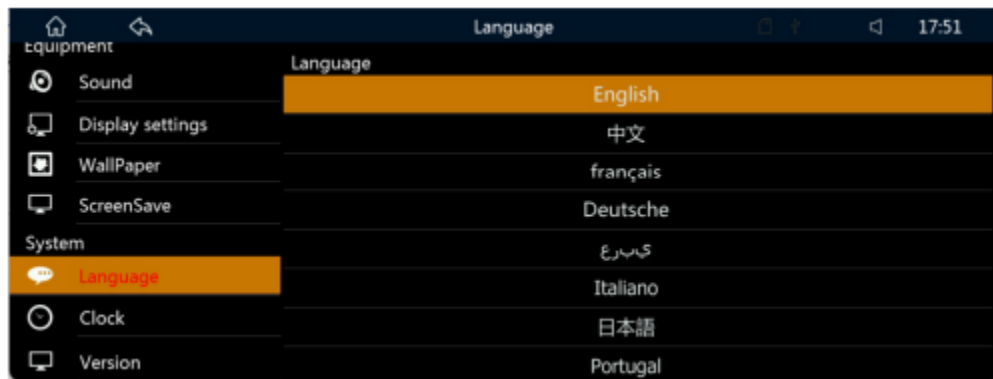 Language 17:51
Equipment
Sound
Display settings
WallPaper
ScreenSave
System
Language
Clock
Version
Language
English
中文
français
Deutsche
عربي
Italiano
日本語
Portugal